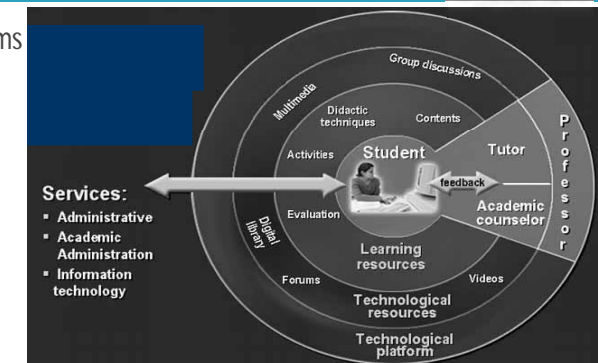 ms
Group discussions
Multimedia
Didactic
techniques
Contents
Activities
Student
Tutor
Professor
feedback
Services:
▪ Administrative
▪ Academic
Administration
▪ Information
technology
Evaluation
Academic
counselor
Digital
library
Learning
resources
Forums
Videos
Technological
resources
Technological
platform